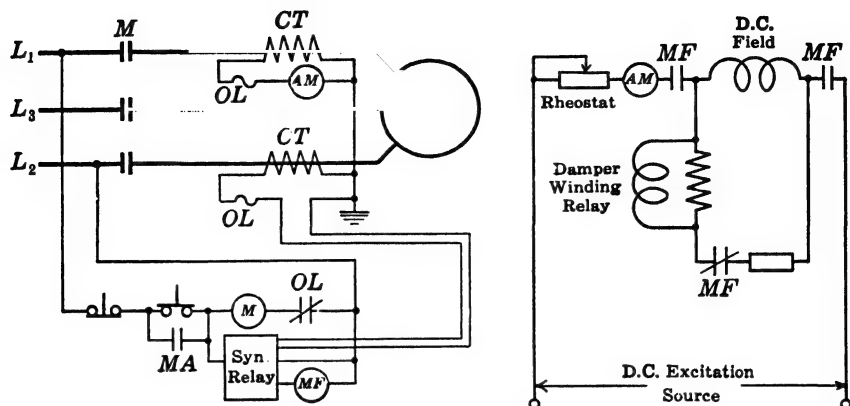 CT
M
L1
AM
OL
L3
CT
L2
OL
OL
M
MA
Syn.
Relay
MF
D.C.
Field
MF
MF
AM
Rheostat
Damper
Winding
Relay
MF
D.C. Excitation
Source